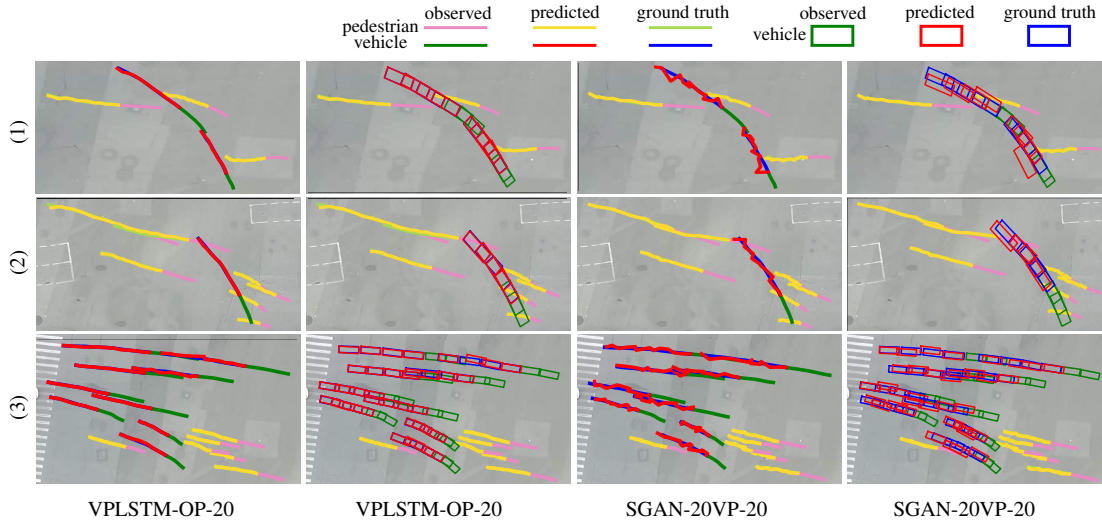 observed predicted ground truth observed predicted ground truth
pedestrian
vehicle vehicle
(1)
(2)
(3)
VPLSTM-OP-20 VPLSTM-OP-20 SGAN-20VP-20 SGAN-20VP-20